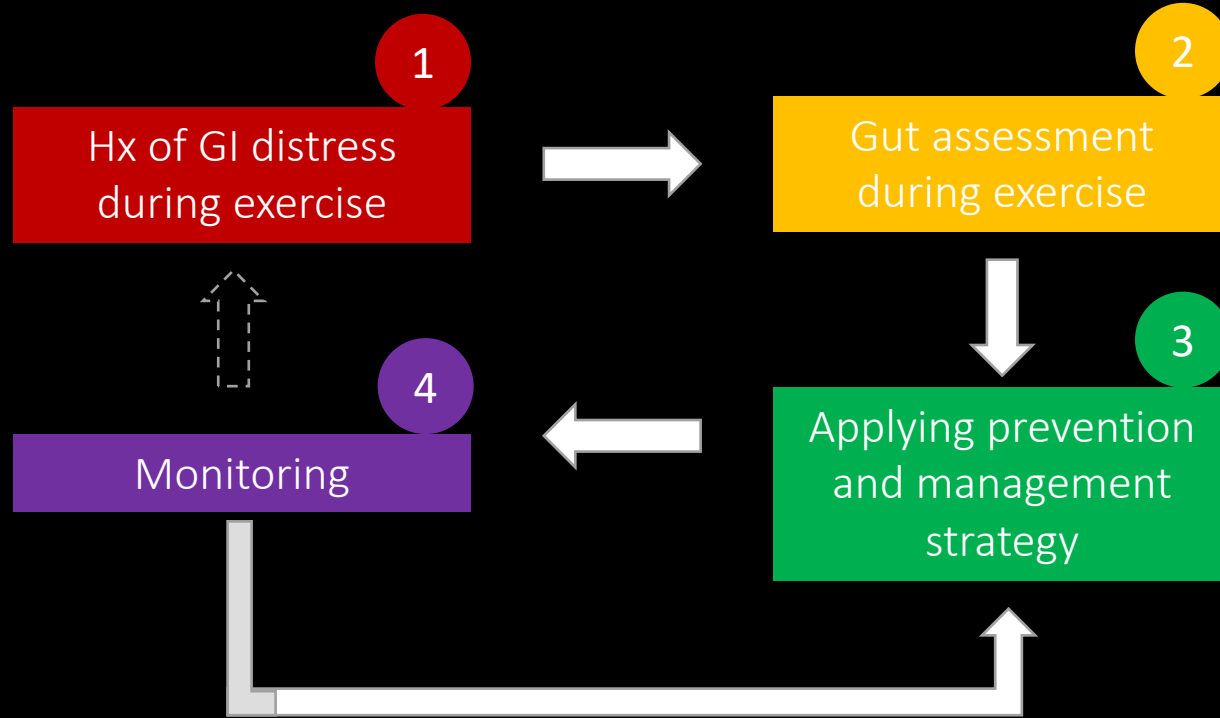 1
Hx of GI distress
during exercise
2
Gut assessment
during exercise
3
Applying prevention
and management
strategy
4
Monitoring